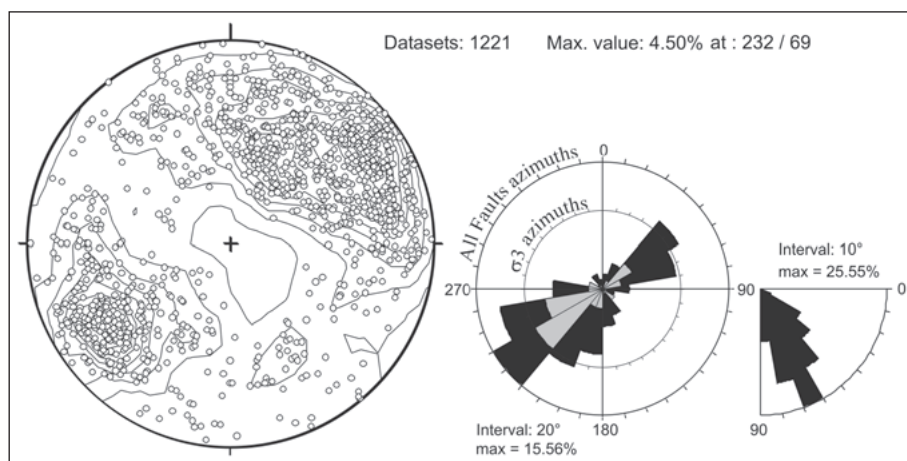 Datasets: 1221 Max. value: 4.50% at : 232 / 69
All Faults azimuths
σ3 azimuths
0
270
90
180
Interval: 20°
max = 15.56%
Interval: 10°
max = 25.55%
0
90